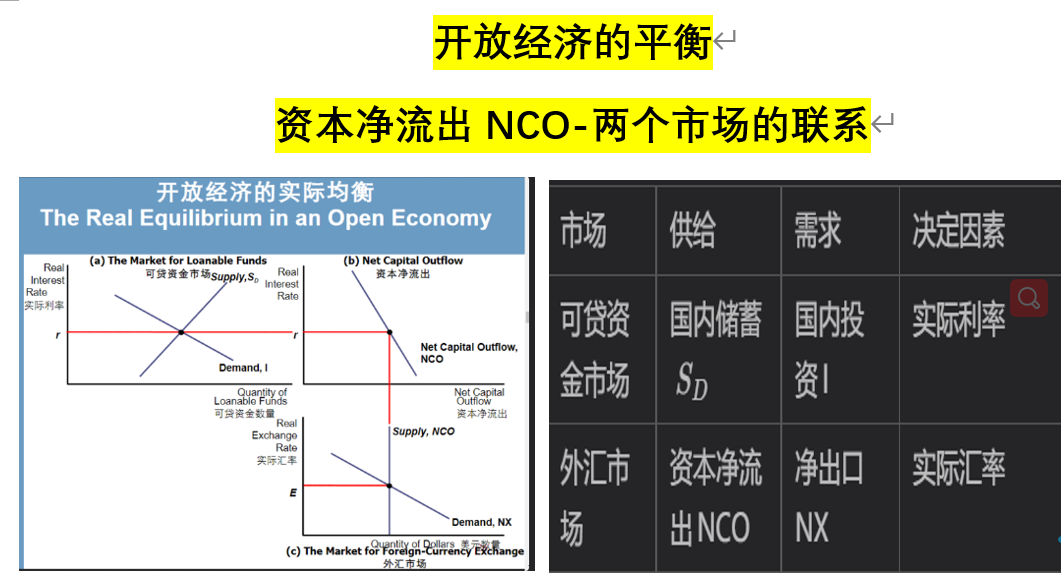 开放经济的平衡
资本净流出 NCO-两个市场的联系
开放经济的实际均衡
The Real Equilibrium in an Open Economy
(a) The Market for Loanable Funds
可贷资金市场
Real
Interest
Rate
实际利率
Supply,S_D
r
Demand, I
Quantity of
Loanable Funds
可贷资金数量
(b) Net Capital Outflow
资本净流出
Real
Interest
Rate
r
Net Capital Outflow,
NCO
Net Capital
Outflow
资本净流出
Real
Exchange
Rate
实际汇率
Supply, NCO
E
Demand, NX
Quantity of Dollars 美元数量
(c) The Market for Foreign-Currency Exchange
外汇市场
市场 供给 需求 决定因素
可贷资 国内储蓄 国内投 实际利率
金市场 S_D 资 I
外汇市 资本净流 净出口 实际汇率
场 出 NCO NX